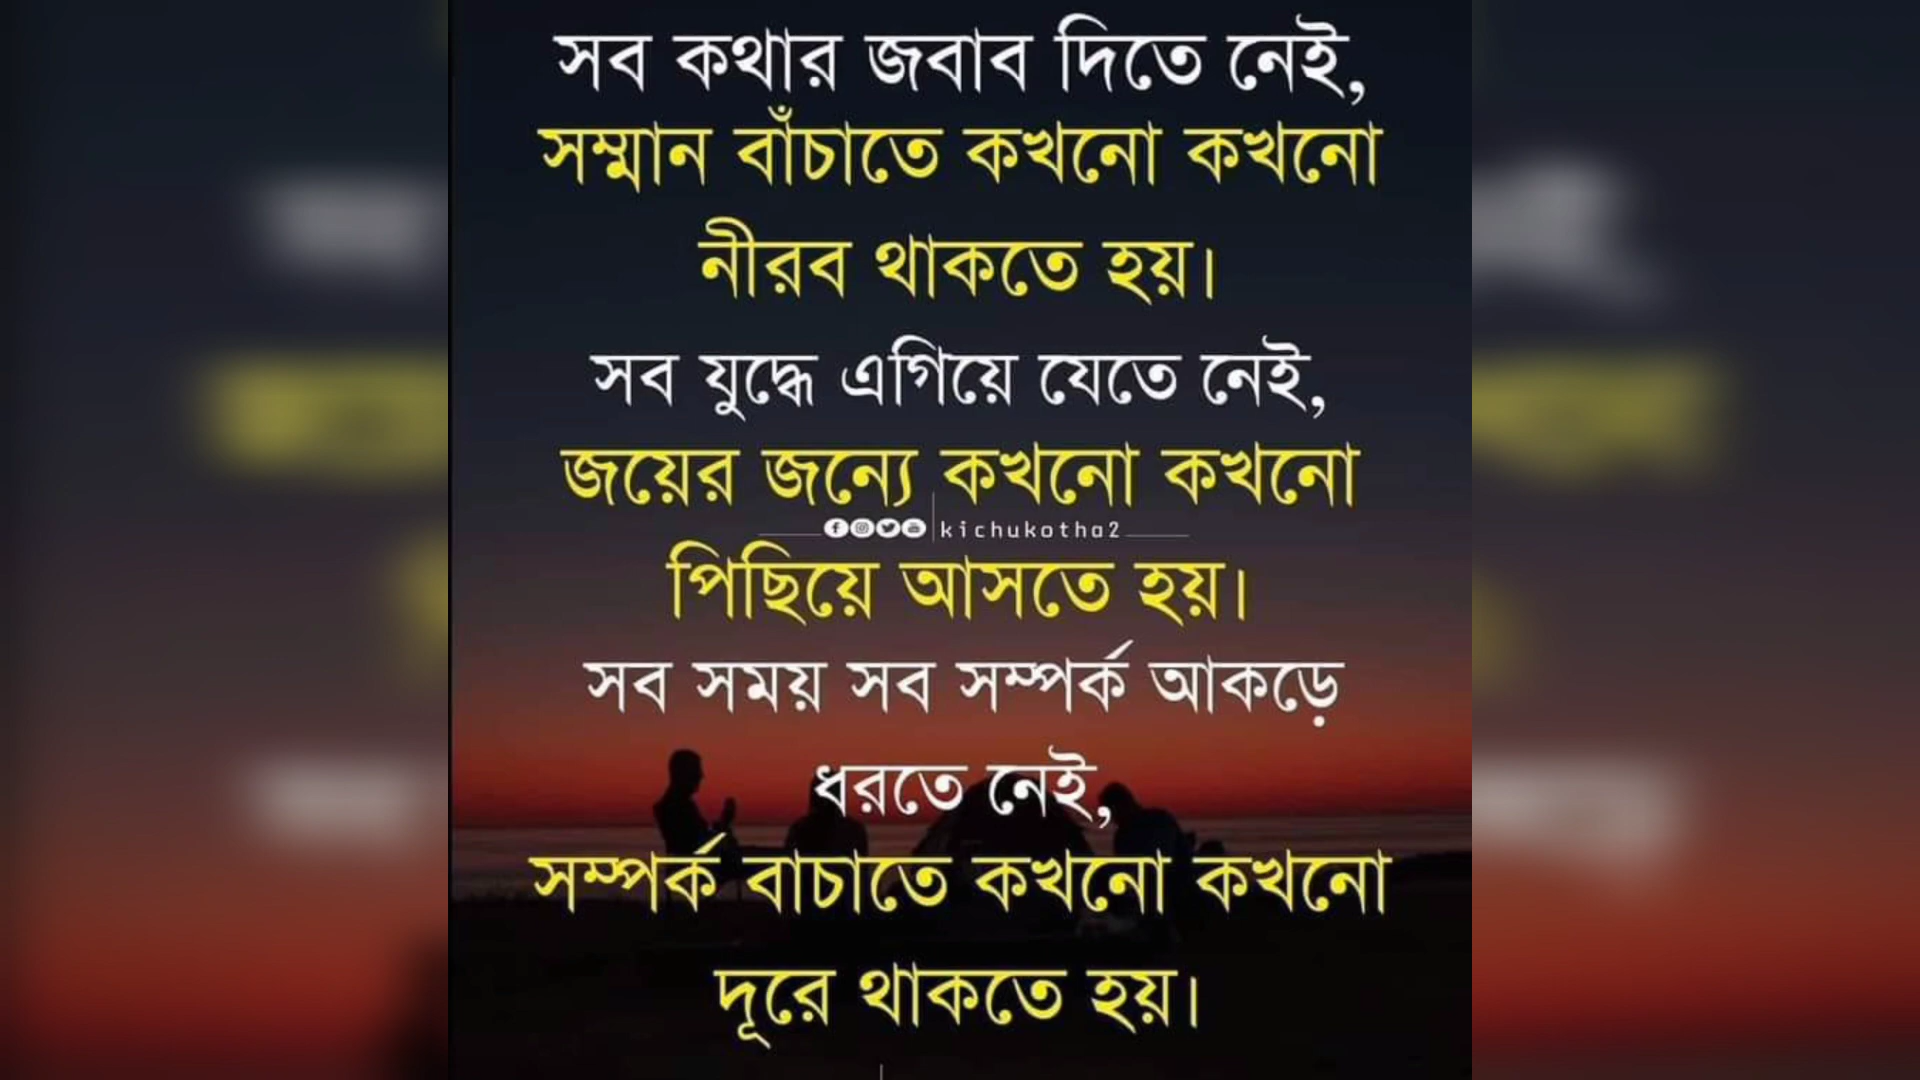 সব কথার জবাব দিতে নেই,
সম্মান বাঁচাতে কখনো কখনো
নীরব থাকতে হয়।
সব যুদ্ধে এগিয়ে যেতে নেই,
জয়ের জন্যে কখনো কখনো
kichukotha2
পিছিয়ে আসতে হয়।
সব সময় সব সম্পর্ক আকড়ে
ধরতে নেই,
সম্পর্ক বাচাতে কখনো কখনো
দূরে থাকতে হয়।